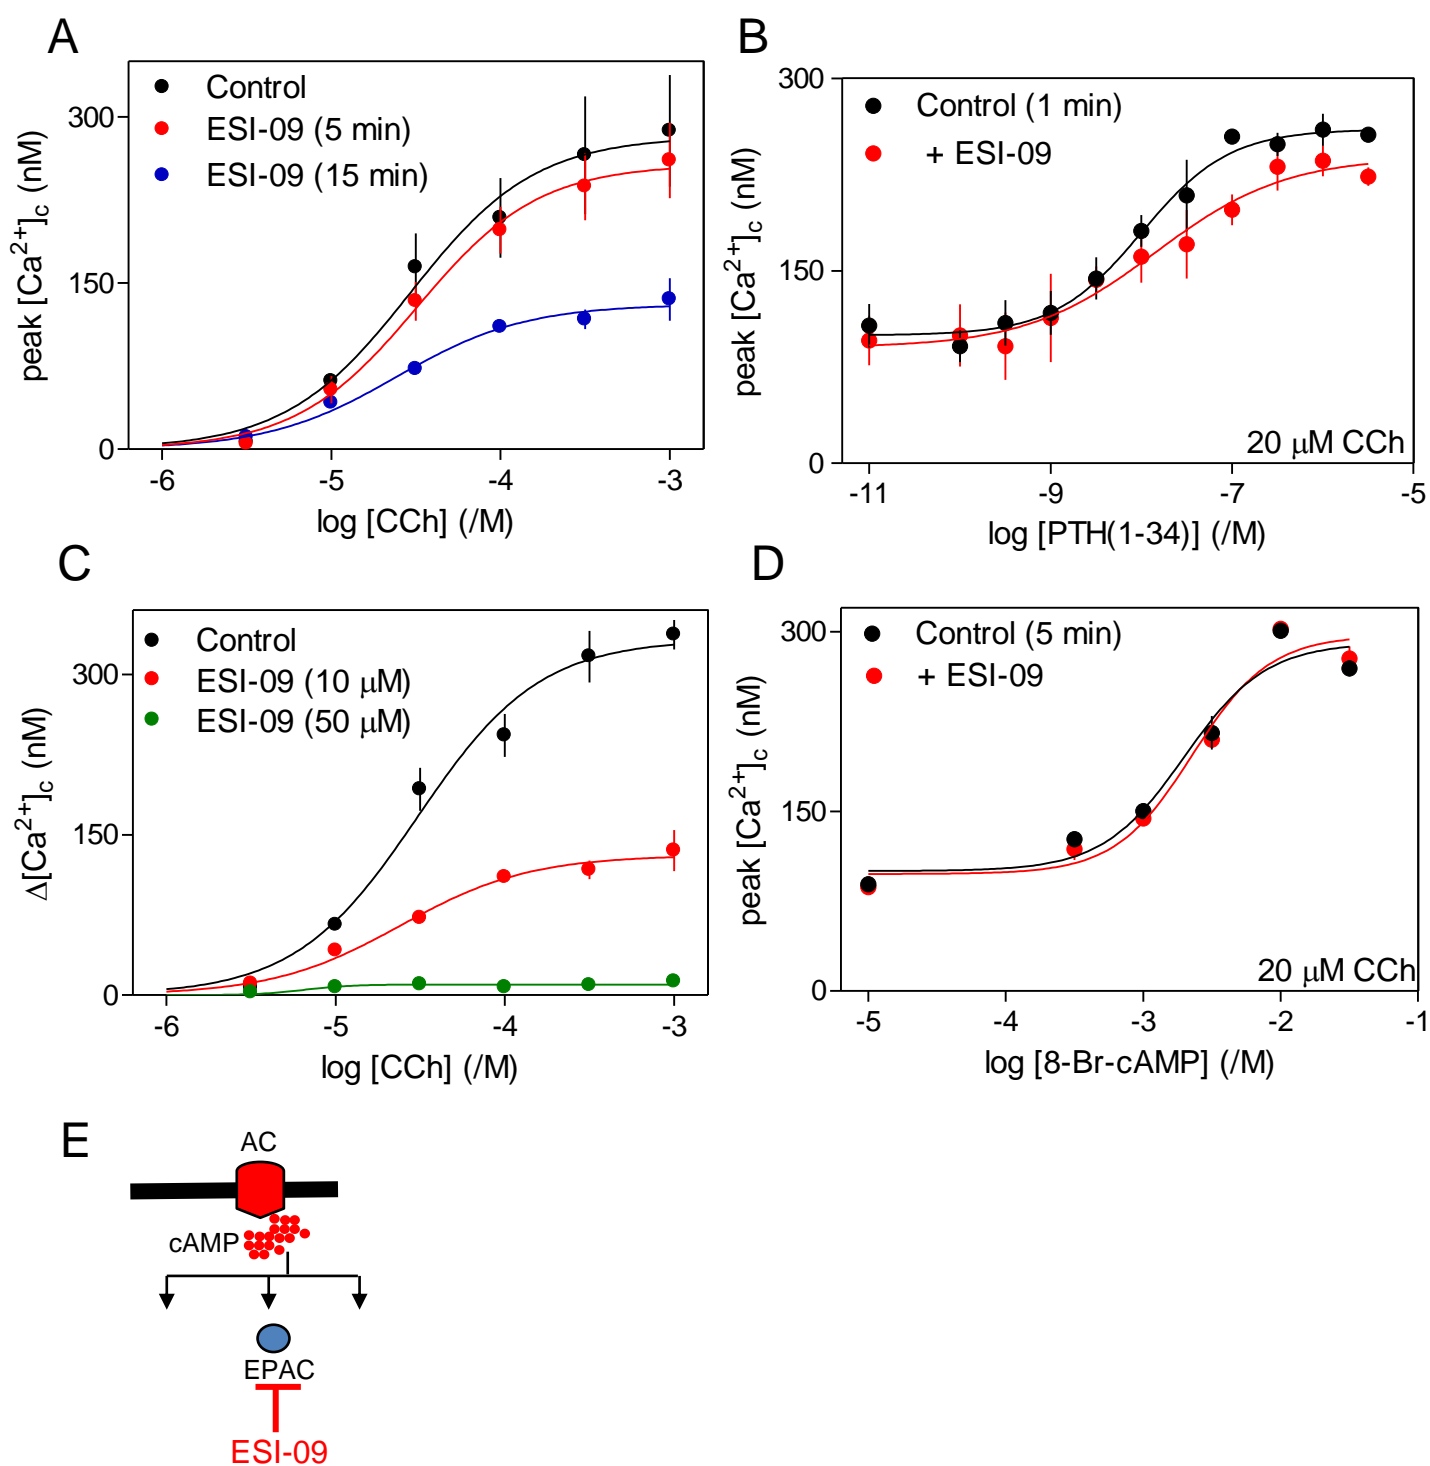 A
Control
ESI-09 (5 min)
ESI-09 (15 min)
peak [Ca2+]c (nM)
300
150
0
-6
-5
-4
-3
log [CCh] (/M)
B
Control (1 min)
+ ESI-09
peak [Ca2+]c (nM)
300
150
0
20 μM CCh
-11
-9
-7
-5
log [PTH(1-34)] (/M)
C
Control
ESI-09 (10 μM)
ESI-09 (50 μM)
Δ[Ca2+]c (nM)
300
150
0
-6
-5
-4
-3
log [CCh] (/M)
D
Control (5 min)
+ ESI-09
peak [Ca2+]c (nM)
300
150
0
20 μM CCh
-5
-4
-3
-2
-1
log [8-Br-cAMP] (/M)
E
AC
cAMP
EPAC
ESI-09